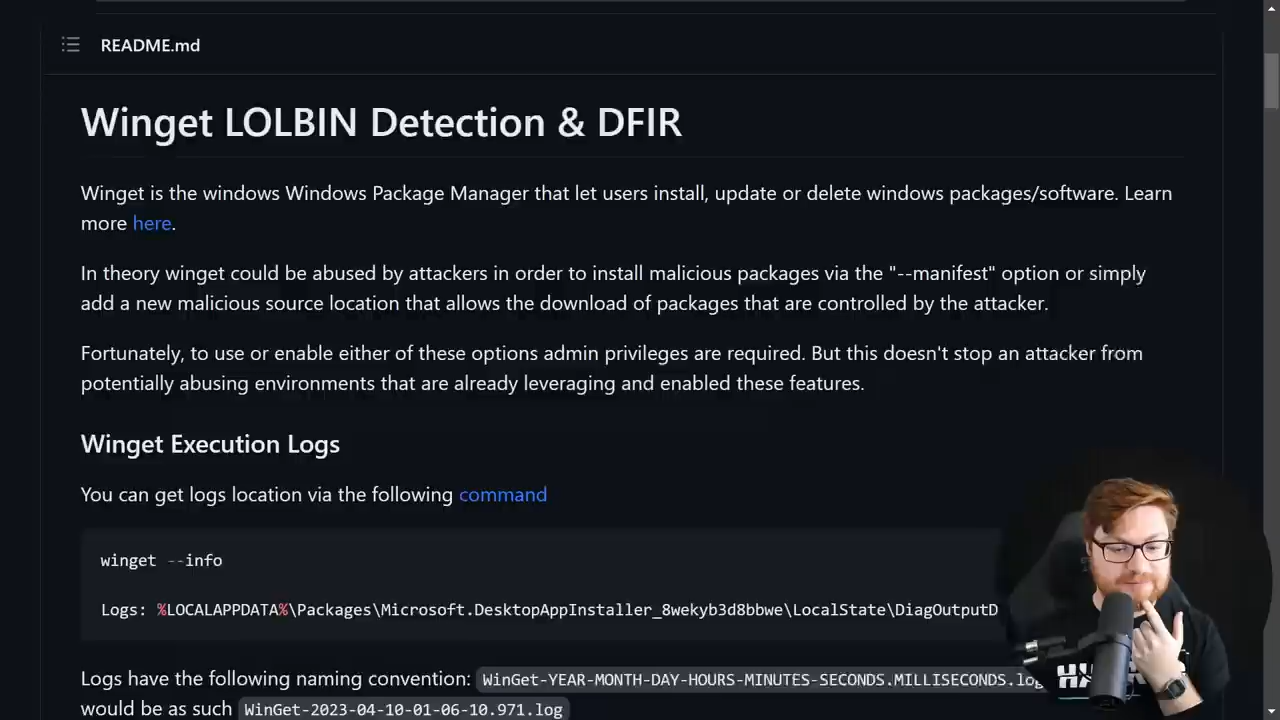 README.md
Winget LOLBIN Detection & DFIR
Winget is the windows Windows Package Manager that let users install, update or delete windows packages/software. Learn
more here.
In theory winget could be abused by attackers in order to install malicious packages via the "--manifest" option or simply
add a new malicious source location that allows the download of packages that are controlled by the attacker.
Fortunately, to use or enable either of these options admin privileges are required. But this doesn't stop an attacker from
potentially abusing environments that are already leveraging and enabled these features.
Winget Execution Logs
You can get logs location via the following command
winget --info
Logs: %LOCALAPPDATA%\Packages\Microsoft.DesktopAppInstaller_8wekyb3d8bbwe\LocalState\DiagOutputD
Logs have the following naming convention: WinGet-YEAR-MONTH-DAY-HOURS-MINUTES-SECONDS.MILLISECONDS.log
would be as such WinGet-2023-04-10-01-06-10.971.log